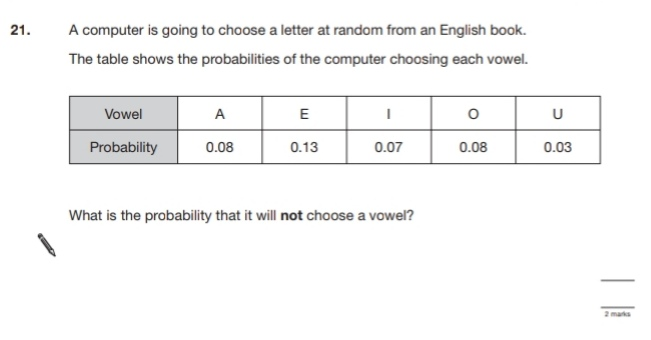 21. A computer is going to choose a letter at random from an English book.
The table shows the probabilities of the computer choosing each vowel.
Vowel A E I O U
Probability 0.08 0.13 0.07 0.08 0.03
What is the probability that it will not choose a vowel?
2 marks